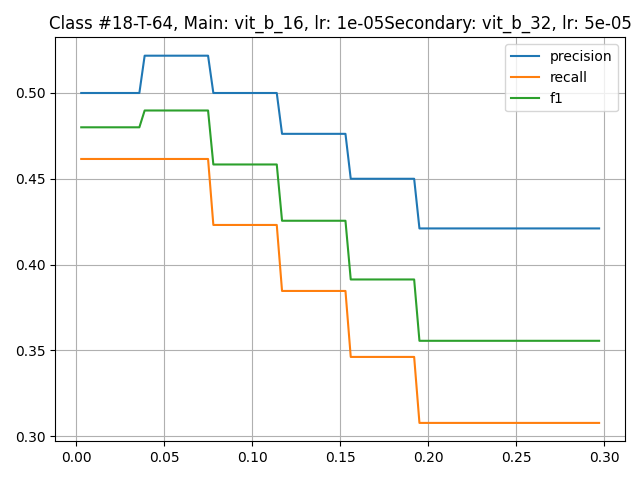 Class #18-T-64, Main: vit_b_16, lr: 1e-05Secondary: vit_b_32, lr: 5e-05
precision
recall
f1
0.50
0.45
0.40
0.35
0.30
0.00 0.05 0.10 0.15 0.20 0.25 0.30